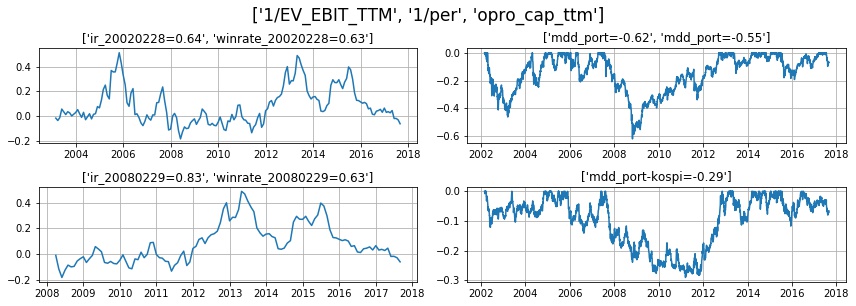 ['1/EV_EBIT_TTM', '1/per', 'opro_cap_ttm']
['ir_20020228=0.64', 'winrate_20020228=0.63']
0.4
0.2
0.0
−0.2
2004 2006 2008 2010 2012 2014 2016 2018
['mdd_port=-0.62', 'mdd_port=-0.55']
0.0
−0.2
−0.4
−0.6
2002 2004 2006 2008 2010 2012 2014 2016 2018
['ir_20080229=0.83', 'winrate_20080229=0.63']
0.4
0.2
0.0
−0.2
2008 2009 2010 2011 2012 2013 2014 2015 2016 2017 2018
['mdd_port-kospi=-0.29']
0.0
−0.1
−0.2
−0.3
2002 2004 2006 2008 2010 2012 2014 2016 2018